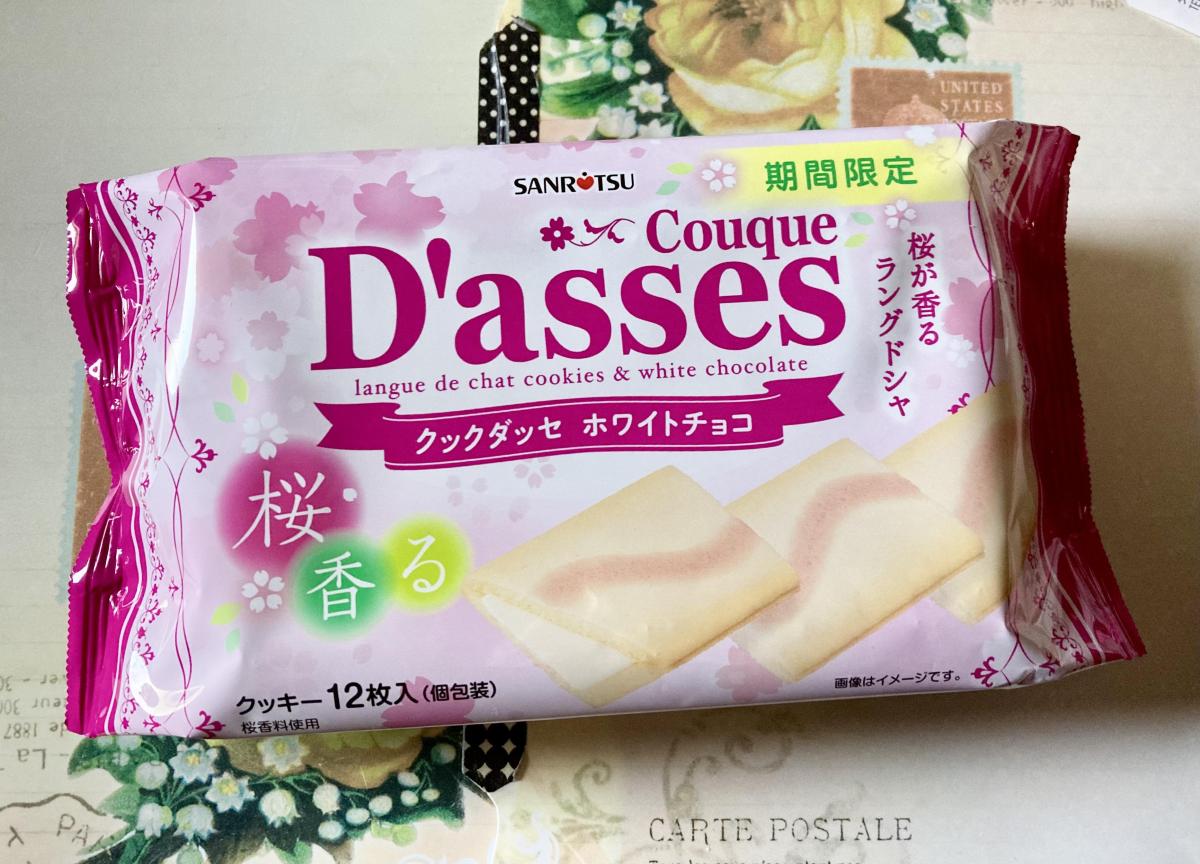 SANRITSU
期間限定
Couque
D'asses
langue de chat cookies & white chocolate
クックダッセ ホワイトチョコ
桜が香る
ラングドシャ
桜
香
る
クッキー12枚入(個包装)
桜香料使用
画像はイメージです。
UNITED
STATES
CARTE POSTALE